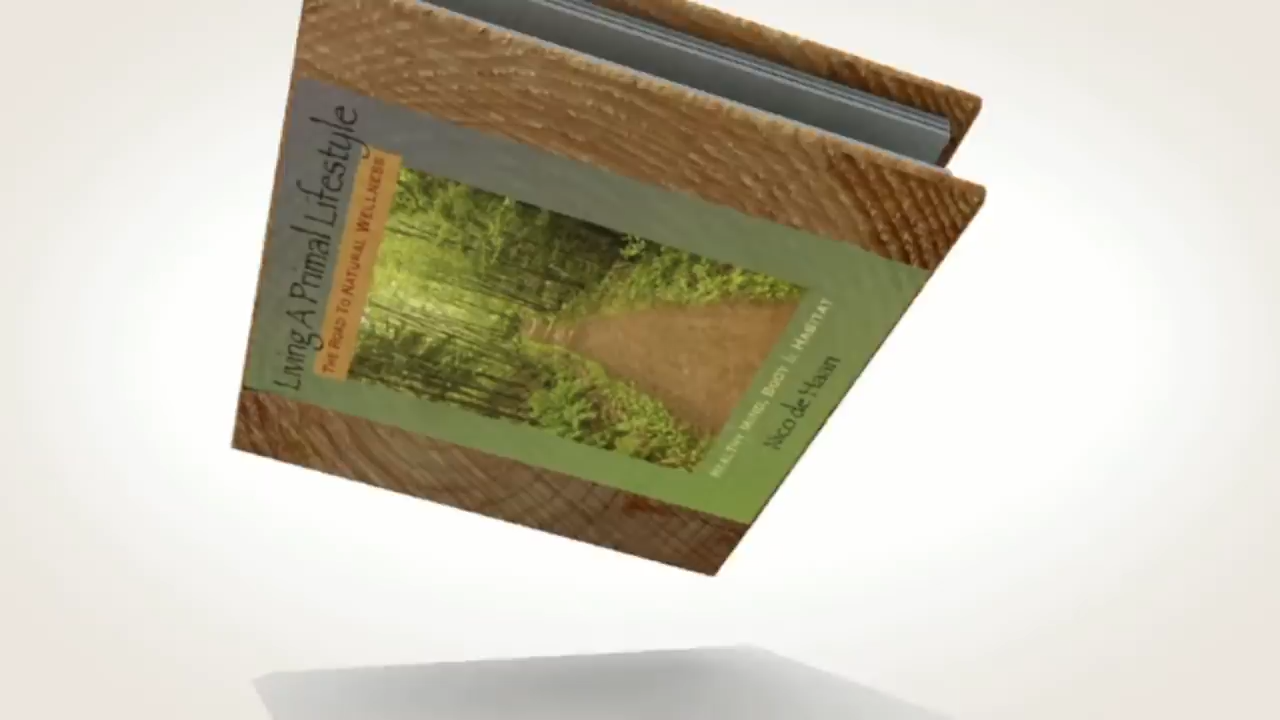 Living A Primal Lifestyle
THE ROAD TO NATURAL WELLNESS
HEALTHY MIND, BODY & HABITAT
Nico de Haan